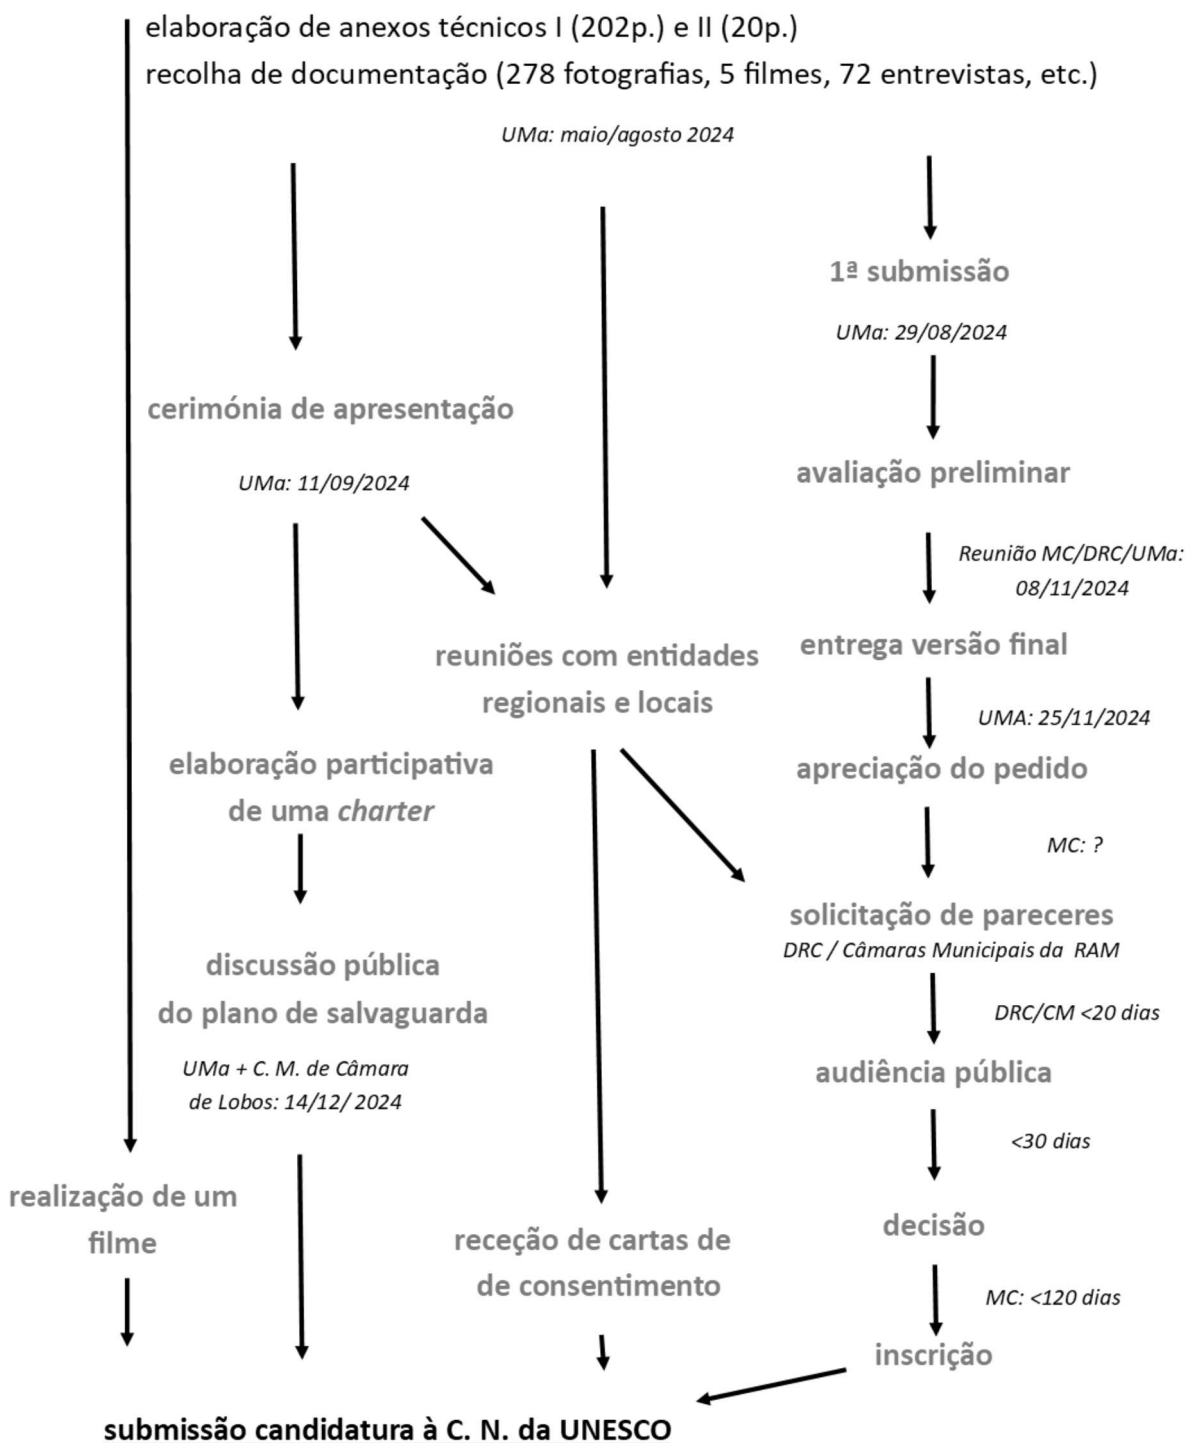 elaboração de anexos técnicos I (202p.) e II (20p.)
recolha de documentação (278 fotografias, 5 filmes, 72 entrevistas, etc.)
UMa: maio/agosto 2024
1ª submissão
UMa: 29/08/2024
cerimónia de apresentação
UMa: 11/09/2024
avaliação preliminar
Reunião MC/DRC/UMa:
08/11/2024
reuniões com entidades
regionais e locais
entrega versão final
UMA: 25/11/2024
elaboração participativa
de uma charter
apreciação do pedido
MC: ?
solicitação de pareceres
DRC / Câmaras Municipais da RAM
discussão pública
do plano de salvaguarda
UMa + C. M. de Câmara
de Lobos: 14/12/ 2024
DRC/CM <20 dias
audiência pública
<30 dias
realização de um
filme
receção de cartas de
de consentimento
decisão
MC: <120 dias
inscrição
submissão candidatura à C. N. da UNESCO